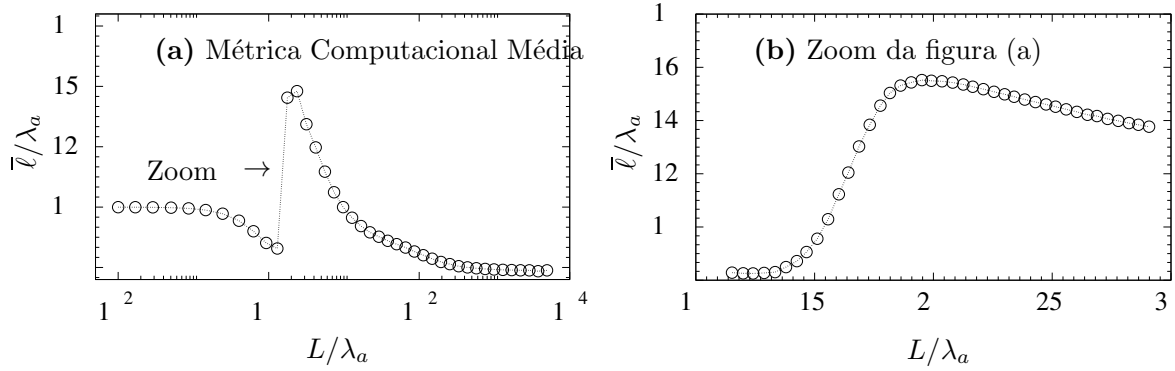 (a) Métrica Computacional Média
1
15
12
1
ℓ̅/λₐ
Zoom →
1 ²
1
1 ²
1 ⁴
L/λₐ
(b) Zoom da figura (a)
1
16
14
12
1
ℓ̅/λₐ
1
15
2
25
3
L/λₐ